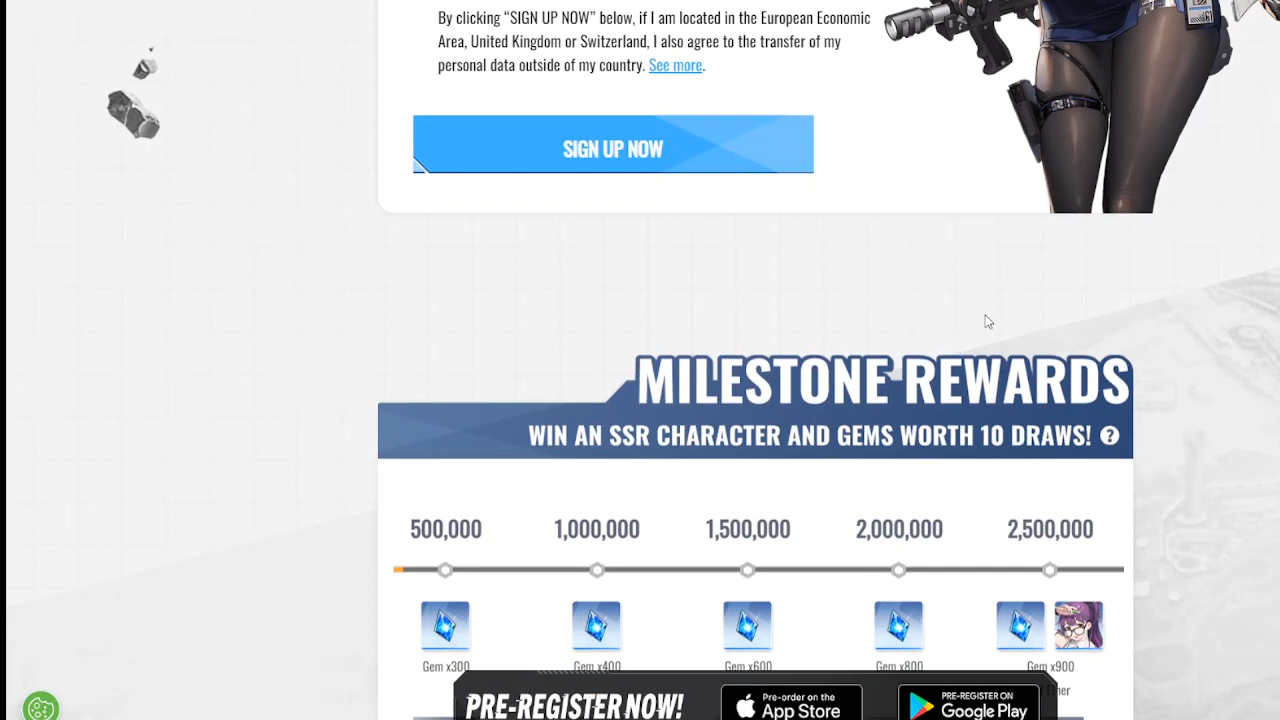 By clicking “SIGN UP NOW” below, if I am located in the European Economic
Area, United Kingdom or Switzerland, I also agree to the transfer of my
personal data outside of my country. See more.
SIGN UP NOW
MILESTONE REWARDS
WIN AN SSR CHARACTER AND GEMS WORTH 10 DRAWS! ?
500,000 1,000,000 1,500,000 2,000,000 2,500,000
Gem x300 Gem x400 Gem x600 Gem x800 Gem x900
PRE-REGISTER NOW!
Pre-order on the
App Store
PRE-REGISTER ON
Google Play